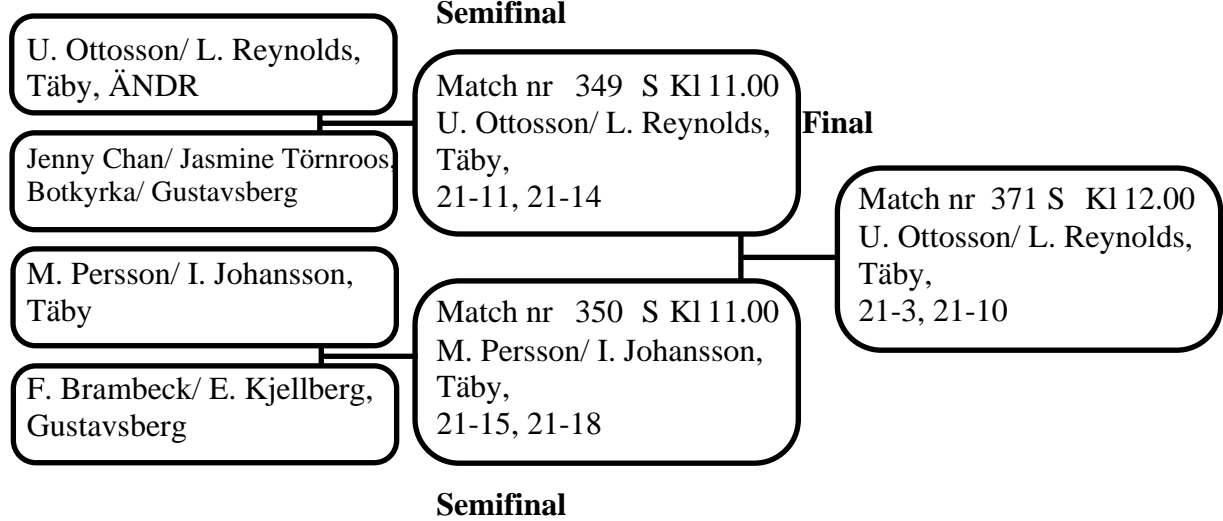 Semifinal
U. Ottosson/ L. Reynolds,
Täby, ÄNDR
Jenny Chan/ Jasmine Törnroos,
Botkyrka/ Gustavsberg
M. Persson/ I. Johansson,
Täby
F. Brambeck/ E. Kjellberg,
Gustavsberg
Match nr 349 S Kl 11.00
U. Ottosson/ L. Reynolds,
Täby,
21-11, 21-14
Match nr 350 S Kl 11.00
M. Persson/ I. Johansson,
Täby,
21-15, 21-18
Semifinal
Final
Match nr 371 S Kl 12.00
U. Ottosson/ L. Reynolds,
Täby,
21-3, 21-10